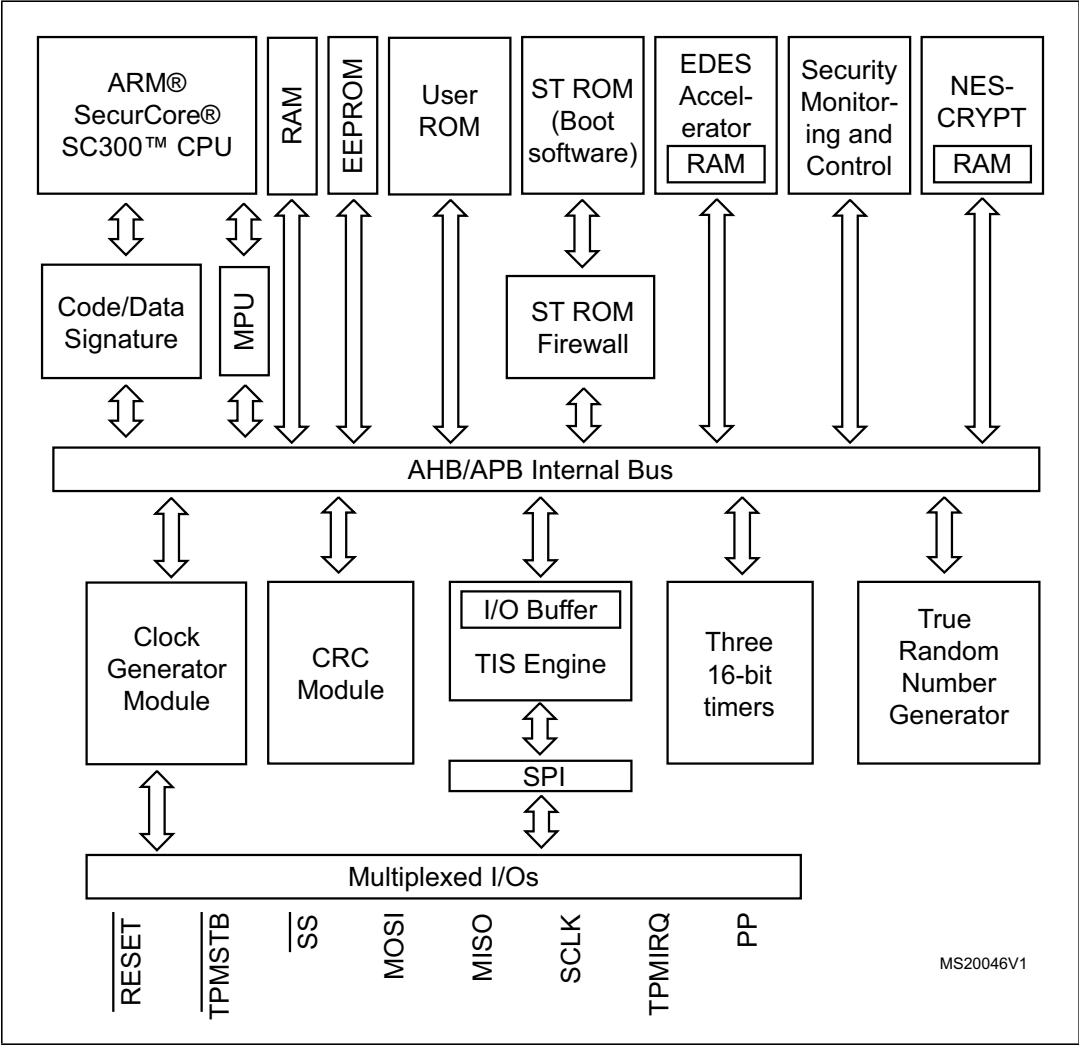 ARM®
SecurCore®
SC300™ CPU
RAM
EEPROM
User
ROM
ST ROM
(Boot
software)
EDES
Accel-
erator
RAM
Security
Monitor-
ing and
Control
NES-
CRYPT
RAM
Code/Data
Signature
MPU
ST ROM
Firewall
AHB/APB Internal Bus
Clock
Generator
Module
CRC
Module
I/O Buffer
TIS Engine
Three
16-bit
timers
True
Random
Number
Generator
SPI
Multiplexed I/Os
RESET
TPMSTB
SS
MOSI
MISO
SCLK
TPMIRQ
PP
MS20046V1